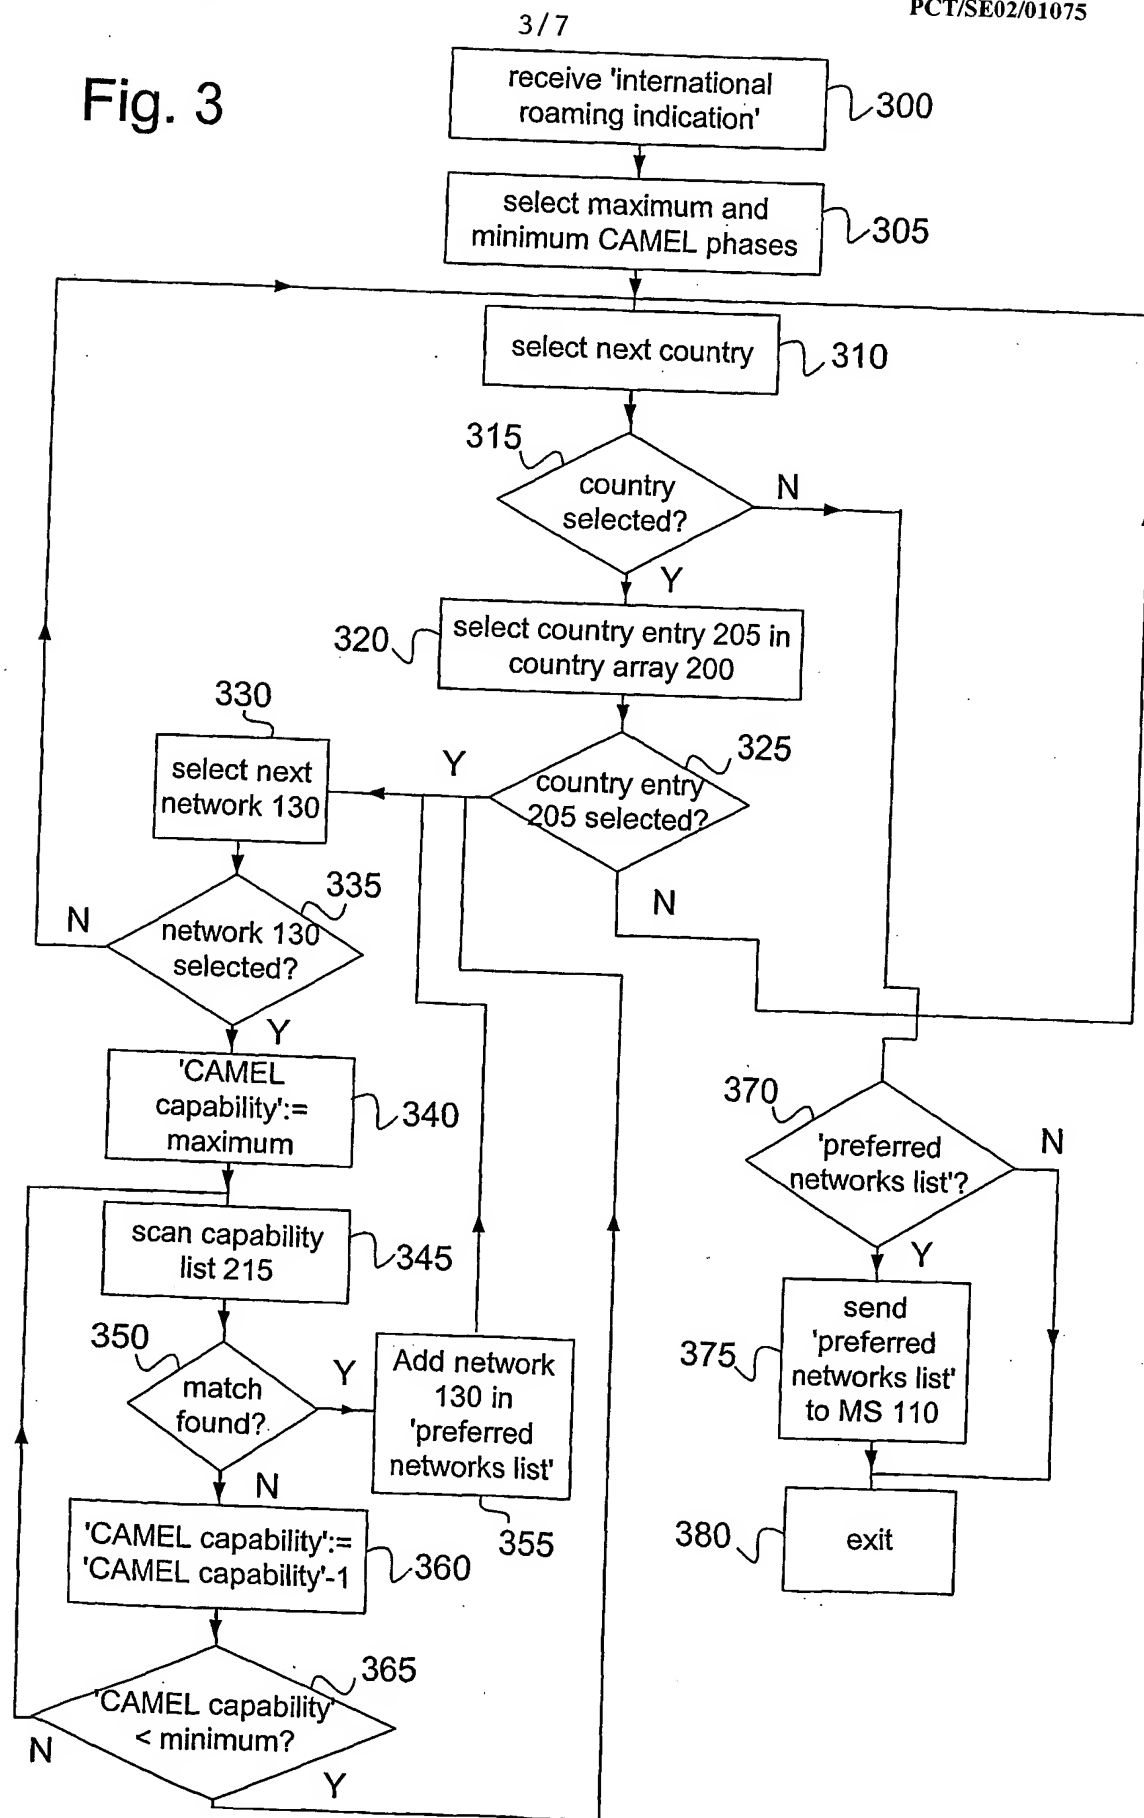 PCT/SE02/01075
3/7
Fig. 3
receive 'international
roaming indication'
300
select maximum and
minimum CAMEL phases
305
select next country
310
315
country
selected?
N
Y
320
select country entry 205 in
country array 200
325
country entry
205 selected?
Y
N
330
select next
network 130
335
network 130
selected?
N
Y
'CAMEL
capability':=
maximum
340
scan capability
list 215
345
350
match
found?
Y
N
Add network
130 in
'preferred
networks list'
355
'CAMEL capability':=
'CAMEL capability'-1
360
365
'CAMEL capability'
< minimum?
N
Y
370
'preferred
networks list'?
N
Y
375
send
'preferred
networks list'
to MS 110
380
exit